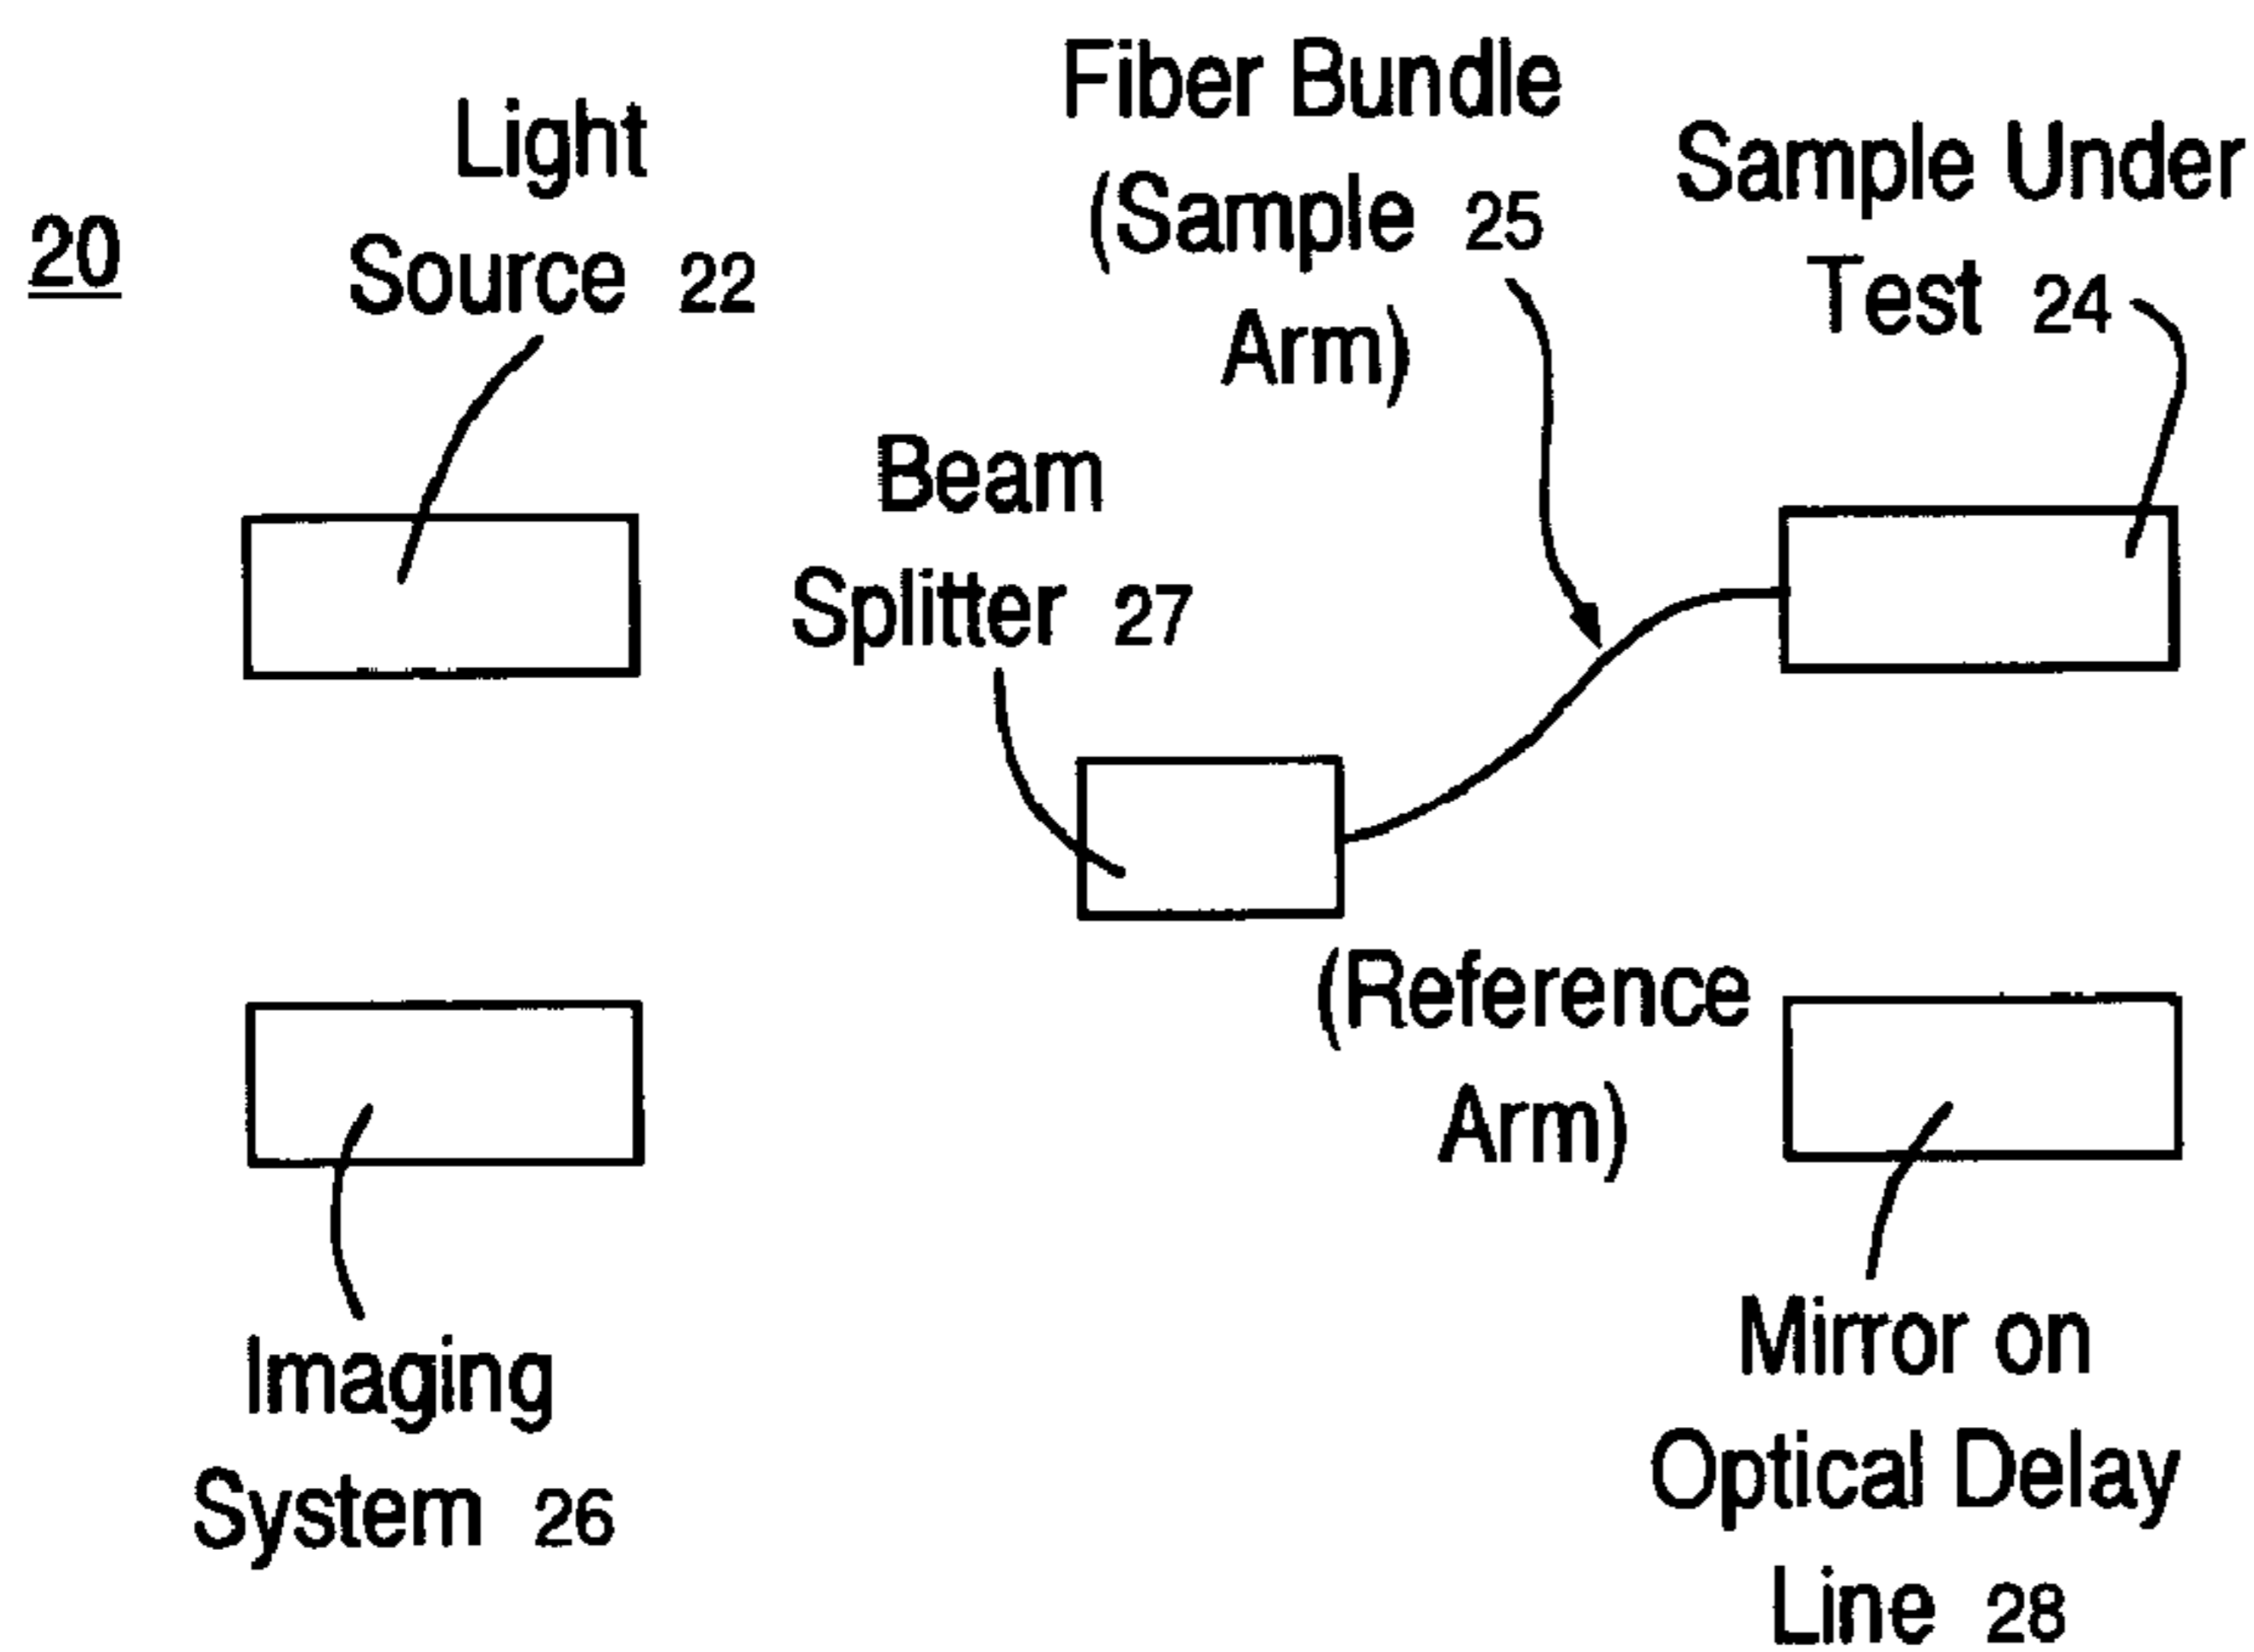 20
Light
Source 22
Fiber Bundle
(Sample 25
Arm)
Sample Under
Test 24
Beam
Splitter 27
(Reference
Arm)
Imaging
System 26
Mirror on
Optical Delay
Line 28